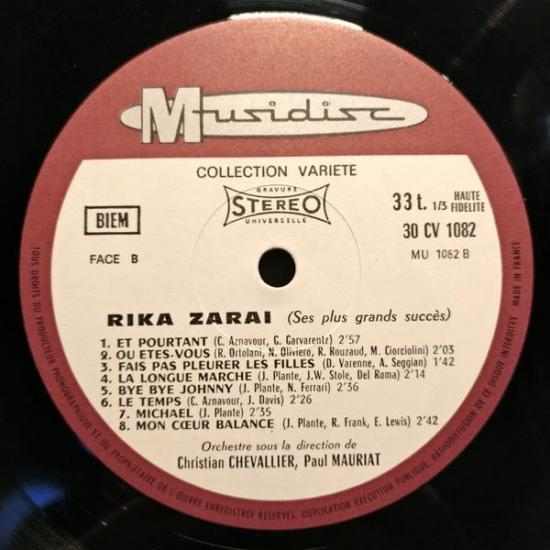 Musidisc
COLLECTION VARIETE
GRAVURE
STEREO
UNIVERSELLE
33 t. 1/3 HAUTE FIDELITE
BIEM
30 CV 1082
FACE B
MU 1082 B
RIKA ZARAI (Ses plus grands succès)
1. ET POURTANT (C. Aznavour, G. Garvarentz) 2'57
2. OU ETES-VOUS (R. Ortolani, N. Oliviero, R. Rouzaud, M. Ciorciolini) 2'03
3. FAIS PAS PLEURER LES FILLES (D. Varenne, A. Seggian) 1'42
4. LA LONGUE MARCHE (J. Plante, J.W. Stole, Del Roma) 2'14
5. BYE BYE JOHNNY (J. Plante, N. Ferrari) 2'36
6. LE TEMPS (C. Aznavour, J. Davis) 2'26
7. MICHAEL (J. Plante) 2'35
8. MON CŒUR BALANCE (J. Plante, R. Frank, E. Lewis) 2'42
Orchestre sous la direction de
Christian CHEVALLIER, Paul MAURIAT
TOUS DROITS DU PRODUCTEUR PHONOGRAPHIQUE ET DU PROPRIETAIRE DE L'ŒUVRE ENREGISTREE RESERVES. DUPLICATION EXECUTION PUBLIQUE, RADIODIFFUSION DE CE DISQUE INTERDITES
MADE IN FRANCE